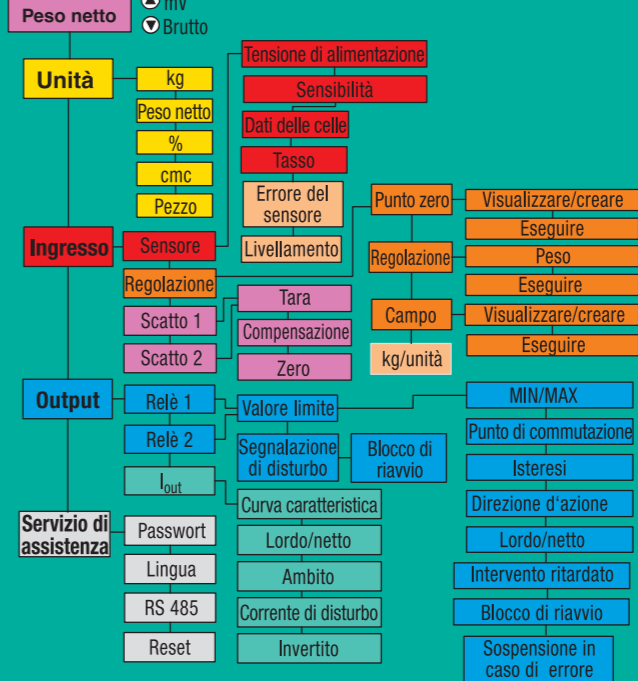 Peso netto
mV
Brutto
Unità
kg
Peso netto
%
cmc
Pezzo
Tensione di alimentazione
Sensibilità
Dati delle celle
Tasso
Errore del
sensore
Livellamento
Ingresso
Sensore
Regolazione
Scatto 1
Scatto 2
Tara
Compensazione
Zero
Punto zero
Visualizzare/creare
Eseguire
Regolazione
Peso
Eseguire
Campo
Visualizzare/creare
Eseguire
kg/unità
Output
Relè 1
Relè 2
Iout
Valore limite
Segnalazione
di disturbo
Blocco di
riavvio
MIN/MAX
Punto di commutazione
Isteresi
Direzione d'azione
Lordo/netto
Intervento ritardato
Blocco di riavvio
Sospensione in
caso di errore
Curva caratteristica
Lordo/netto
Ambito
Corrente di disturbo
Invertito
Servizio di
assistenza
Passwort
Lingua
RS 485
Reset